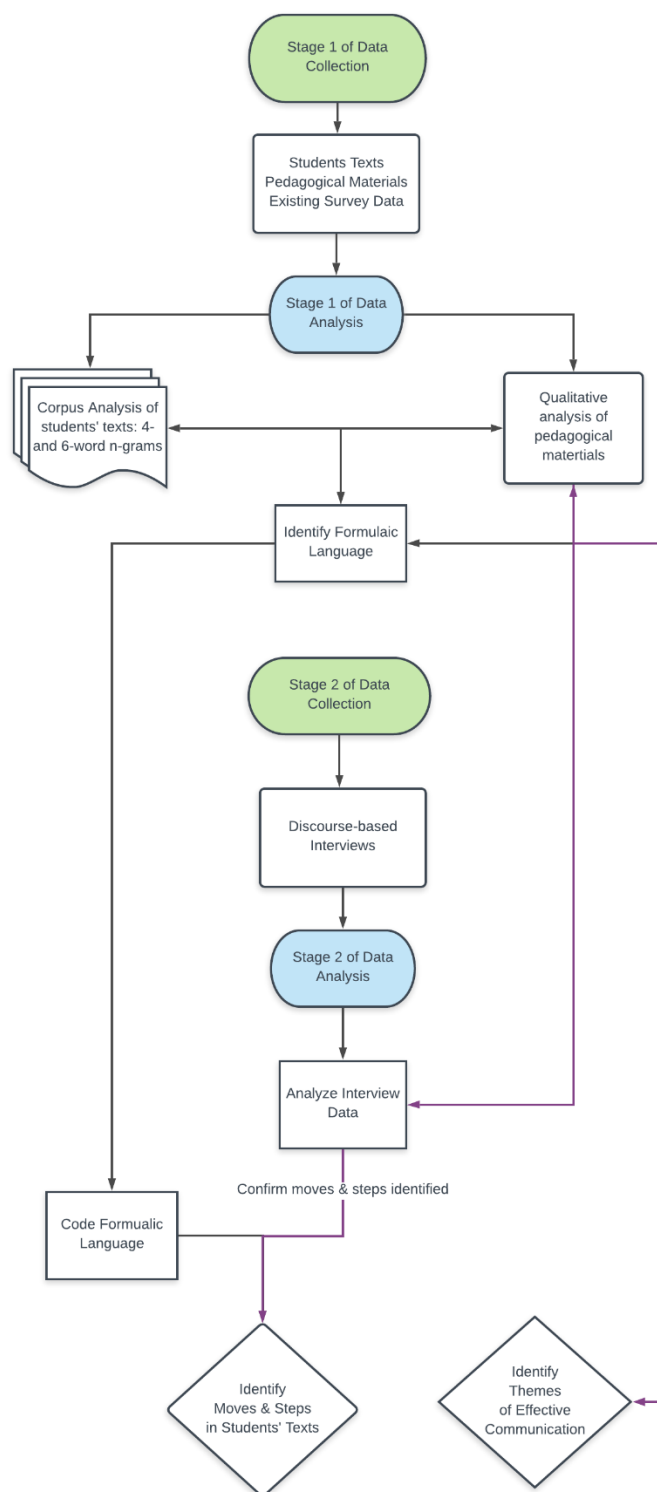 Stage 1 of Data
Collection
Students Texts
Pedagogical Materials
Existing Survey Data
Stage 1 of Data
Analysis
Corpus Analysis of
students' texts: 4-
and 6-word n-grams
Qualitative
analysis of
pedagogical
matertials
Identify Formulaic
Language
Stage 2 of Data
Collection
Discourse-based
Interviews
Stage 2 of Data
Analysis
Analyze Interview
Data
Confirm moves & steps identified
Code Formualic
Language
Identify
Moves & Steps
in Students' Texts
Identify
Themes
of Effective
Communication